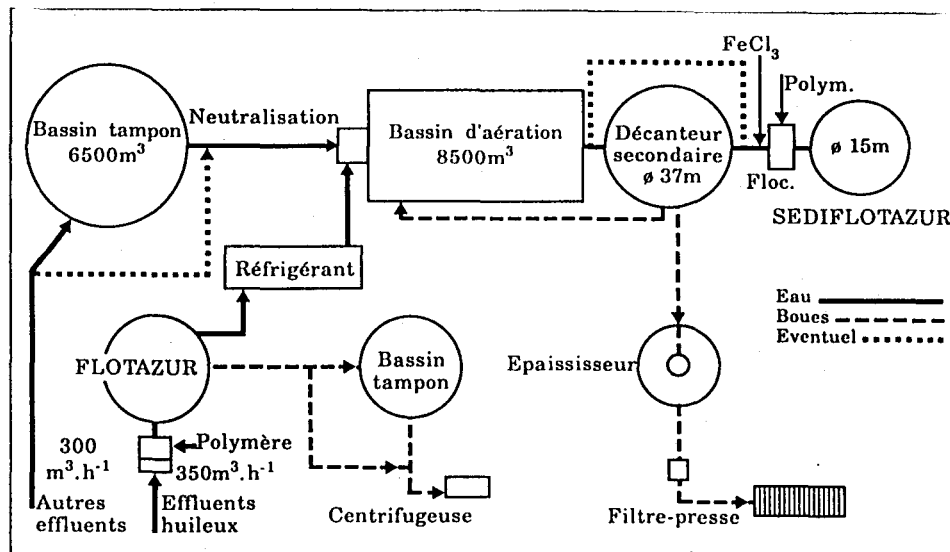 FeCl3
Polym.
Neutralisation
Bassin tampon
6500m³
Bassin d'aération
8500m³
Décanteur
secondaire
ø 37m
ø 15m
Floc.
SEDIFLOTAZUR
Réfrigérant
Eau
Boues
Eventuel
FLOTAZUR
Bassin
tampon
Epaississeur
300
m³.h⁻¹
Polymère
350m³.h⁻¹
Autres
effluents
Effluents
huileux
Centrifugeuse
Filtre-presse